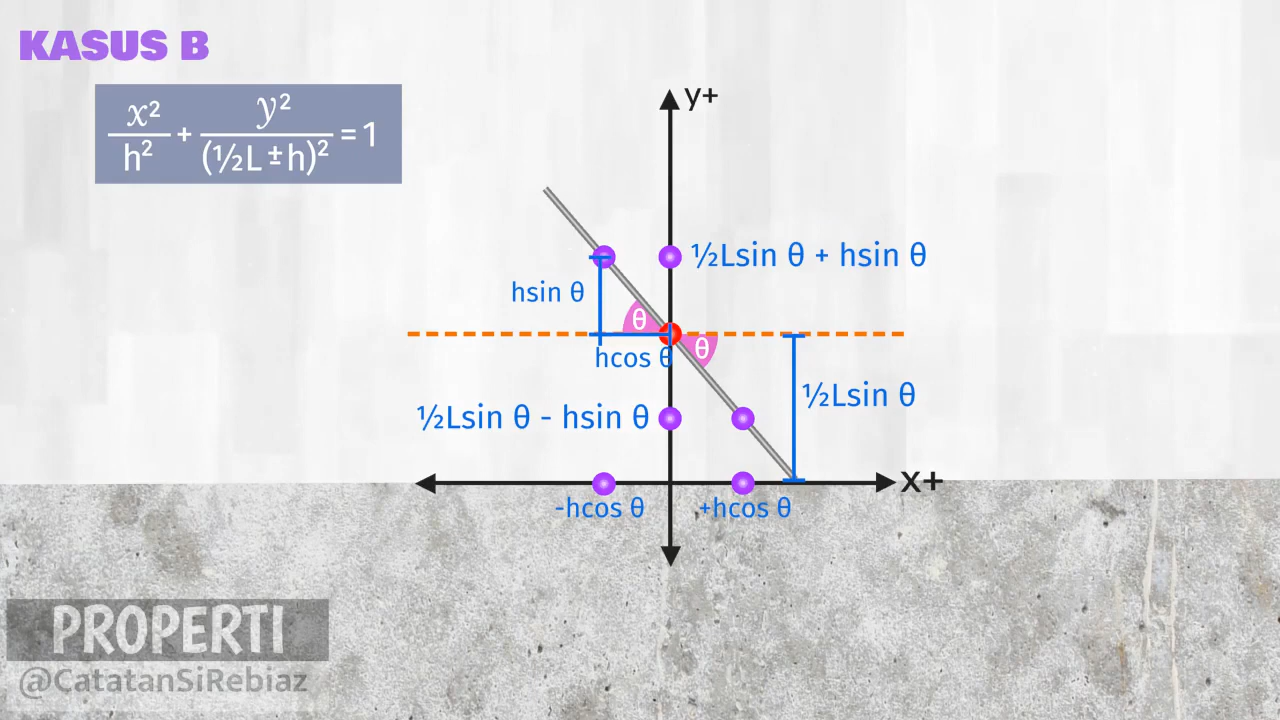 KASUS B
x²/h² + y²/(½L ± h)² = 1
y+
½Lsin θ + hsin θ
hsin θ
θ
hcos θ
θ
½Lsin θ
½Lsin θ - hsin θ
x+
-hcos θ
+hcos θ
PROPERTI
@CatatanSiRebiaz